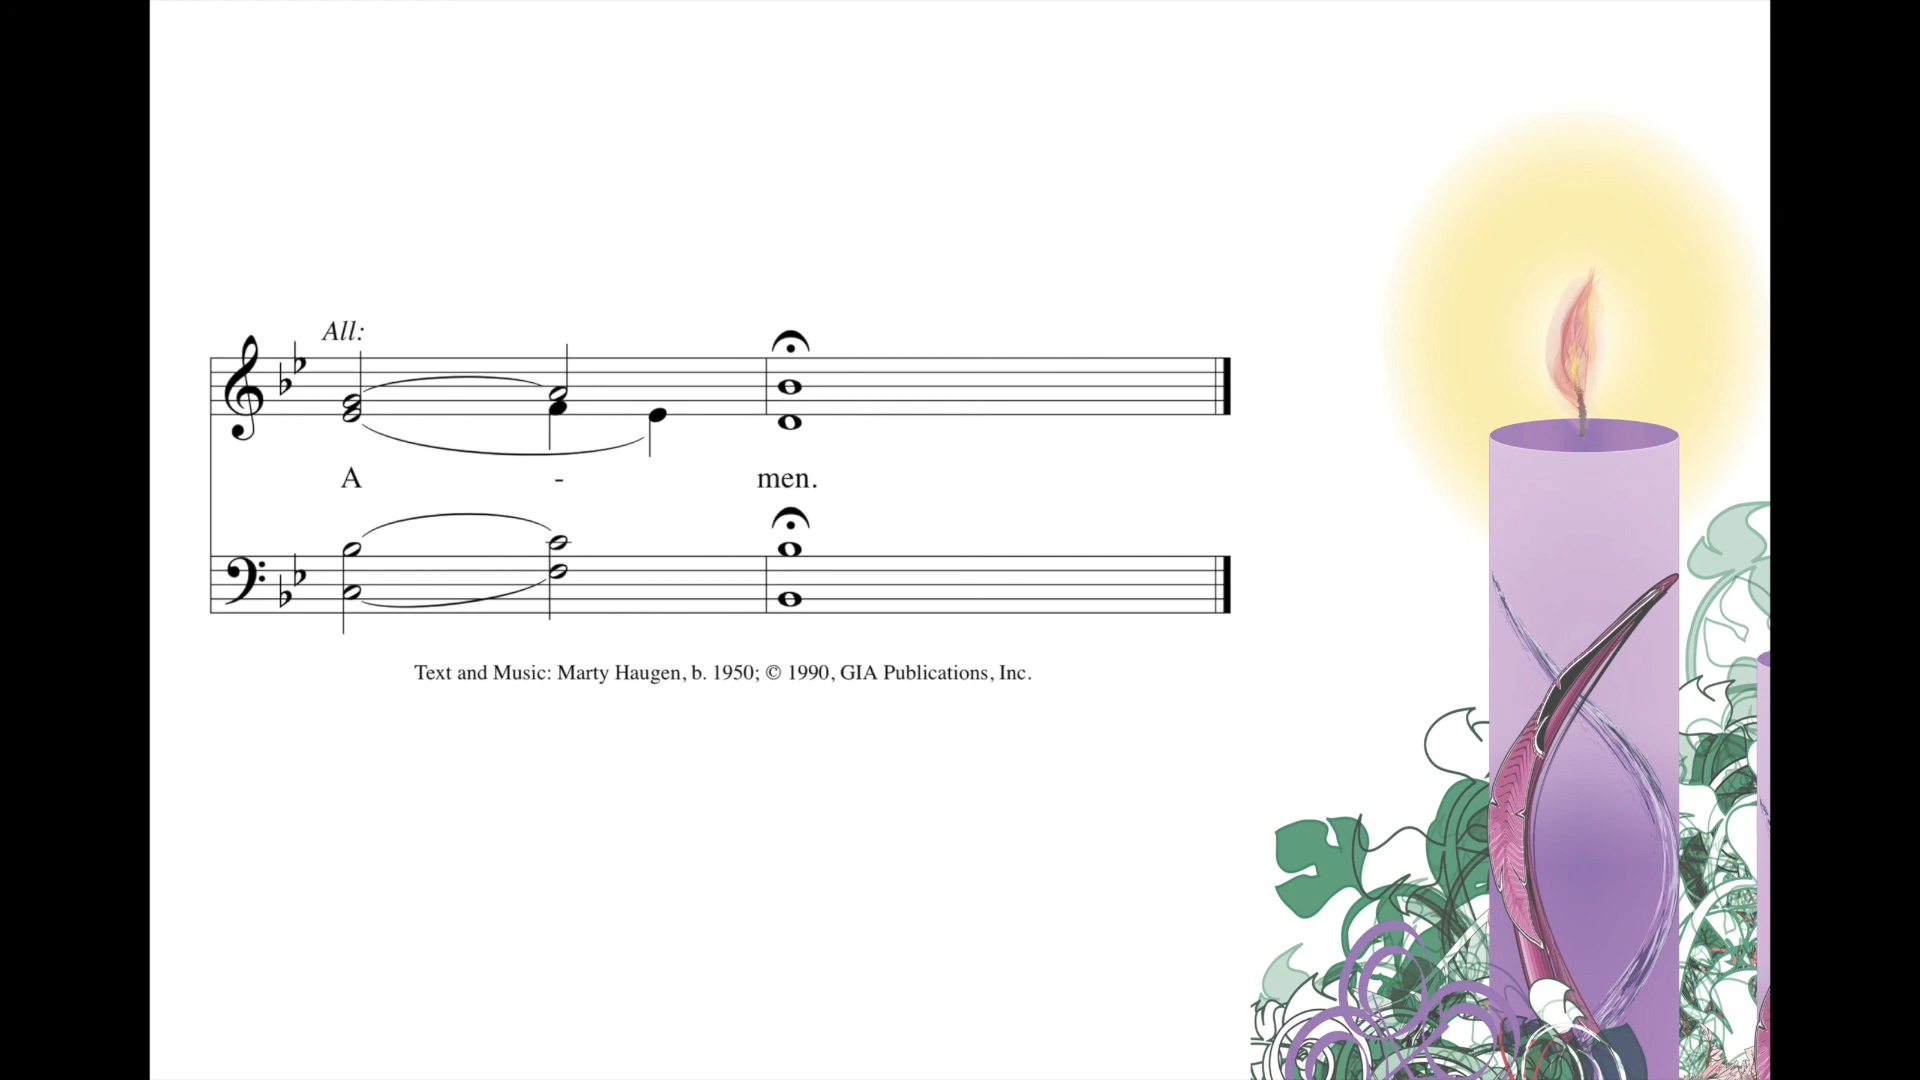 All:
A - men.
Text and Music: Marty Haugen, b. 1950; © 1990, GIA Publications, Inc.